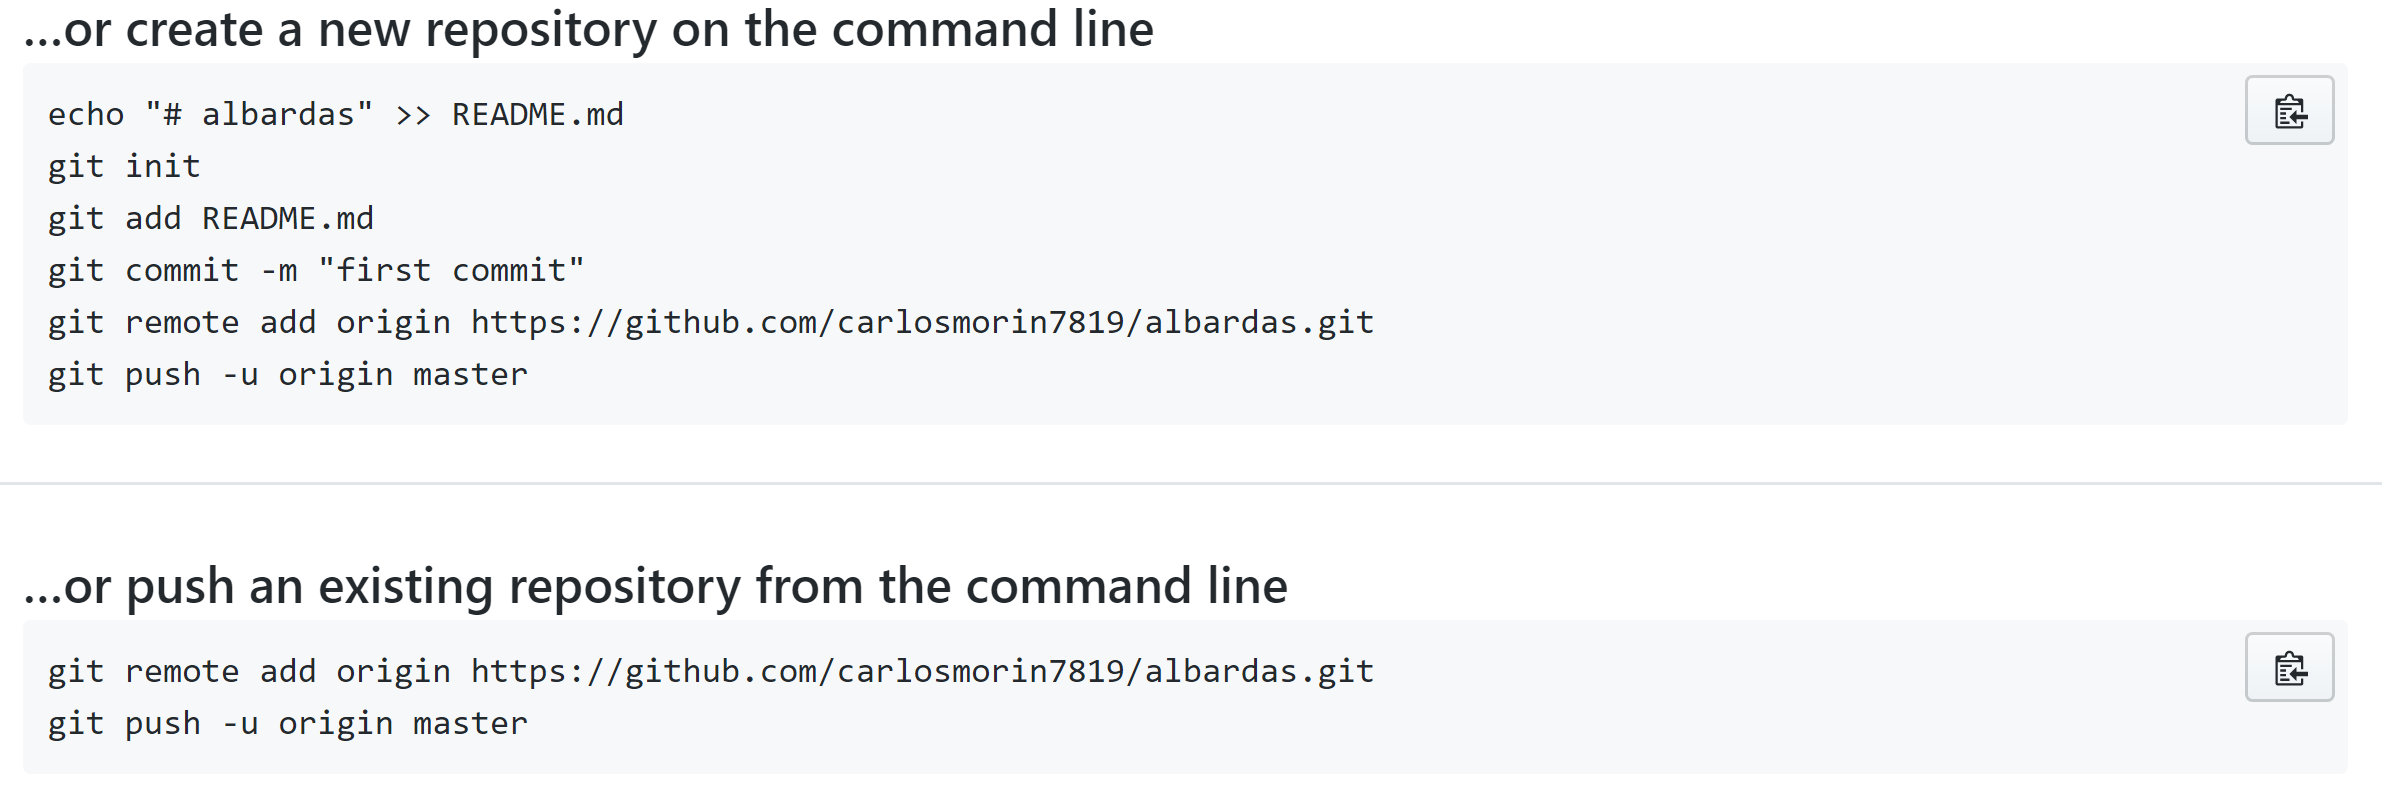 ...or create a new repository on the command line
echo "# albardas" >> README.md
git init
git add README.md
git commit -m "first commit"
git remote add origin https://github.com/carlosmorin7819/albardas.git
git push -u origin master
...or push an existing repository from the command line
git remote add origin https://github.com/carlosmorin7819/albardas.git
git push -u origin master